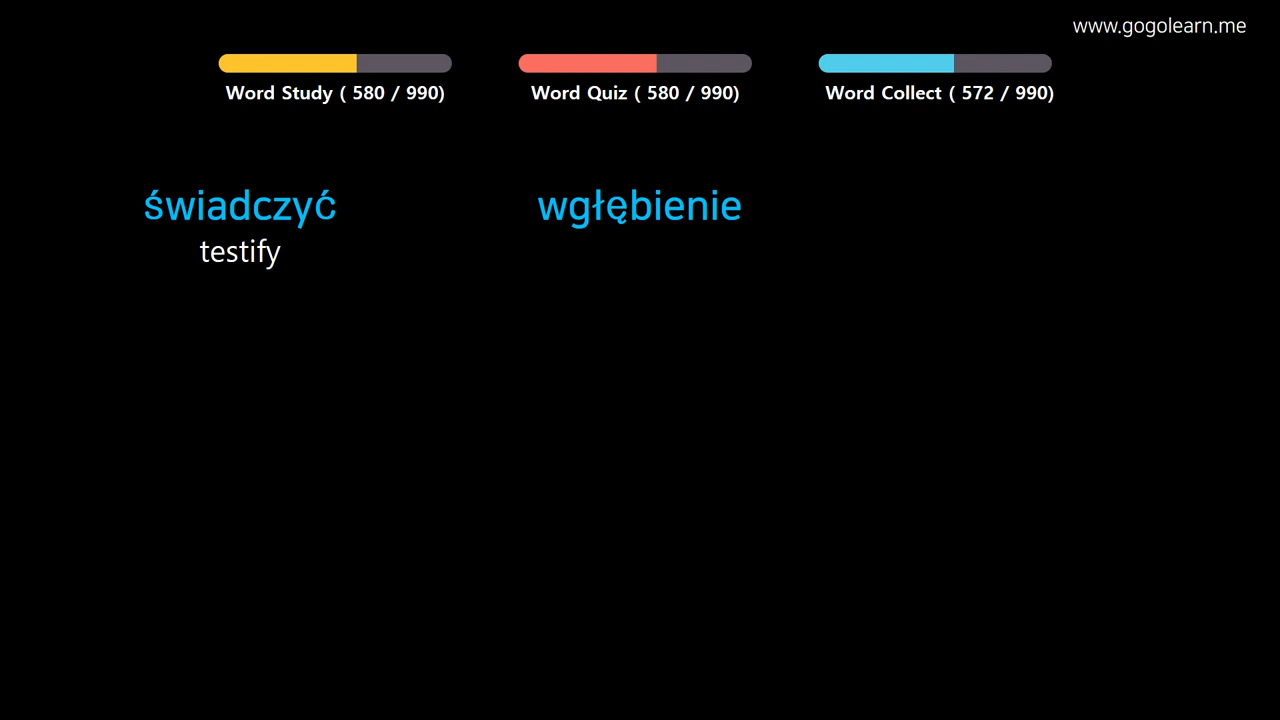 www.gogolearn.me
Word Study ( 580 / 990)
Word Quiz ( 580 / 990)
Word Collect ( 572 / 990)
świadczyć
testify
wgłębienie